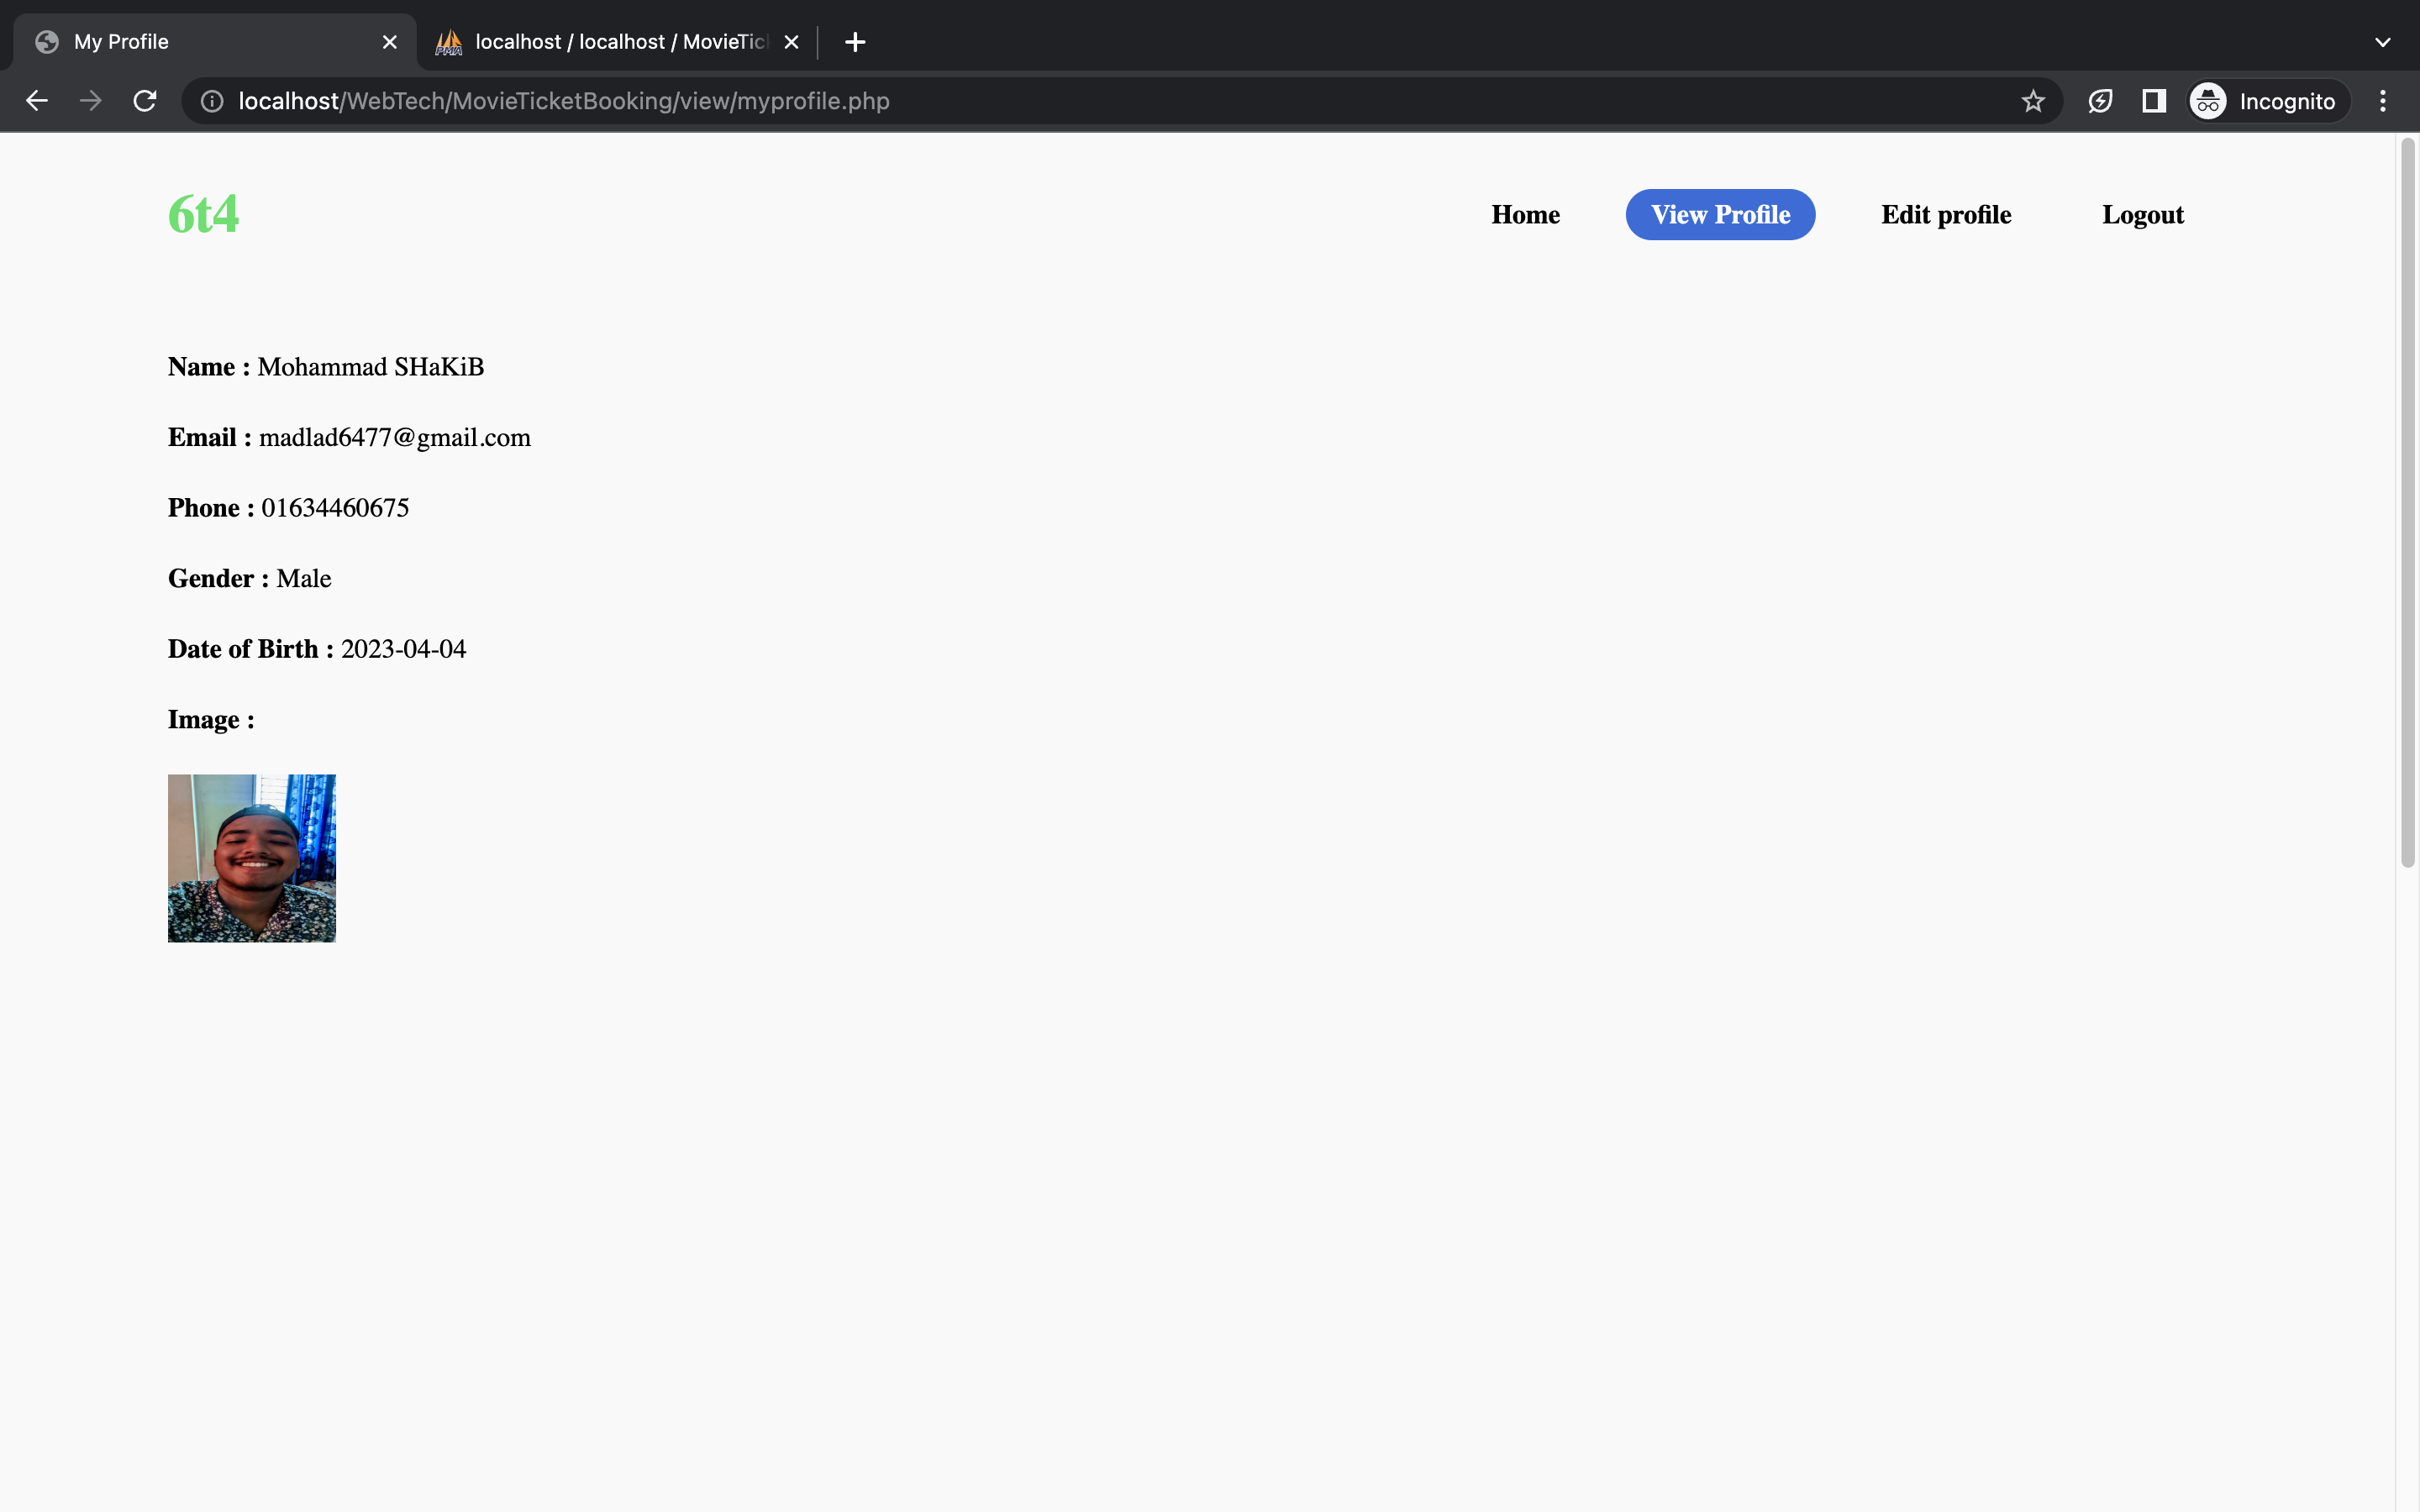 My Profile
localhost / localhost / MovieTic
localhost/WebTech/MovieTicketBooking/view/myprofile.php
Incognito
6t4
Home
View Profile
Edit profile
Logout
Name : Mohammad SHaKiB
Email : madlad6477@gmail.com
Phone : 01634460675
Gender : Male
Date of Birth : 2023-04-04
Image :